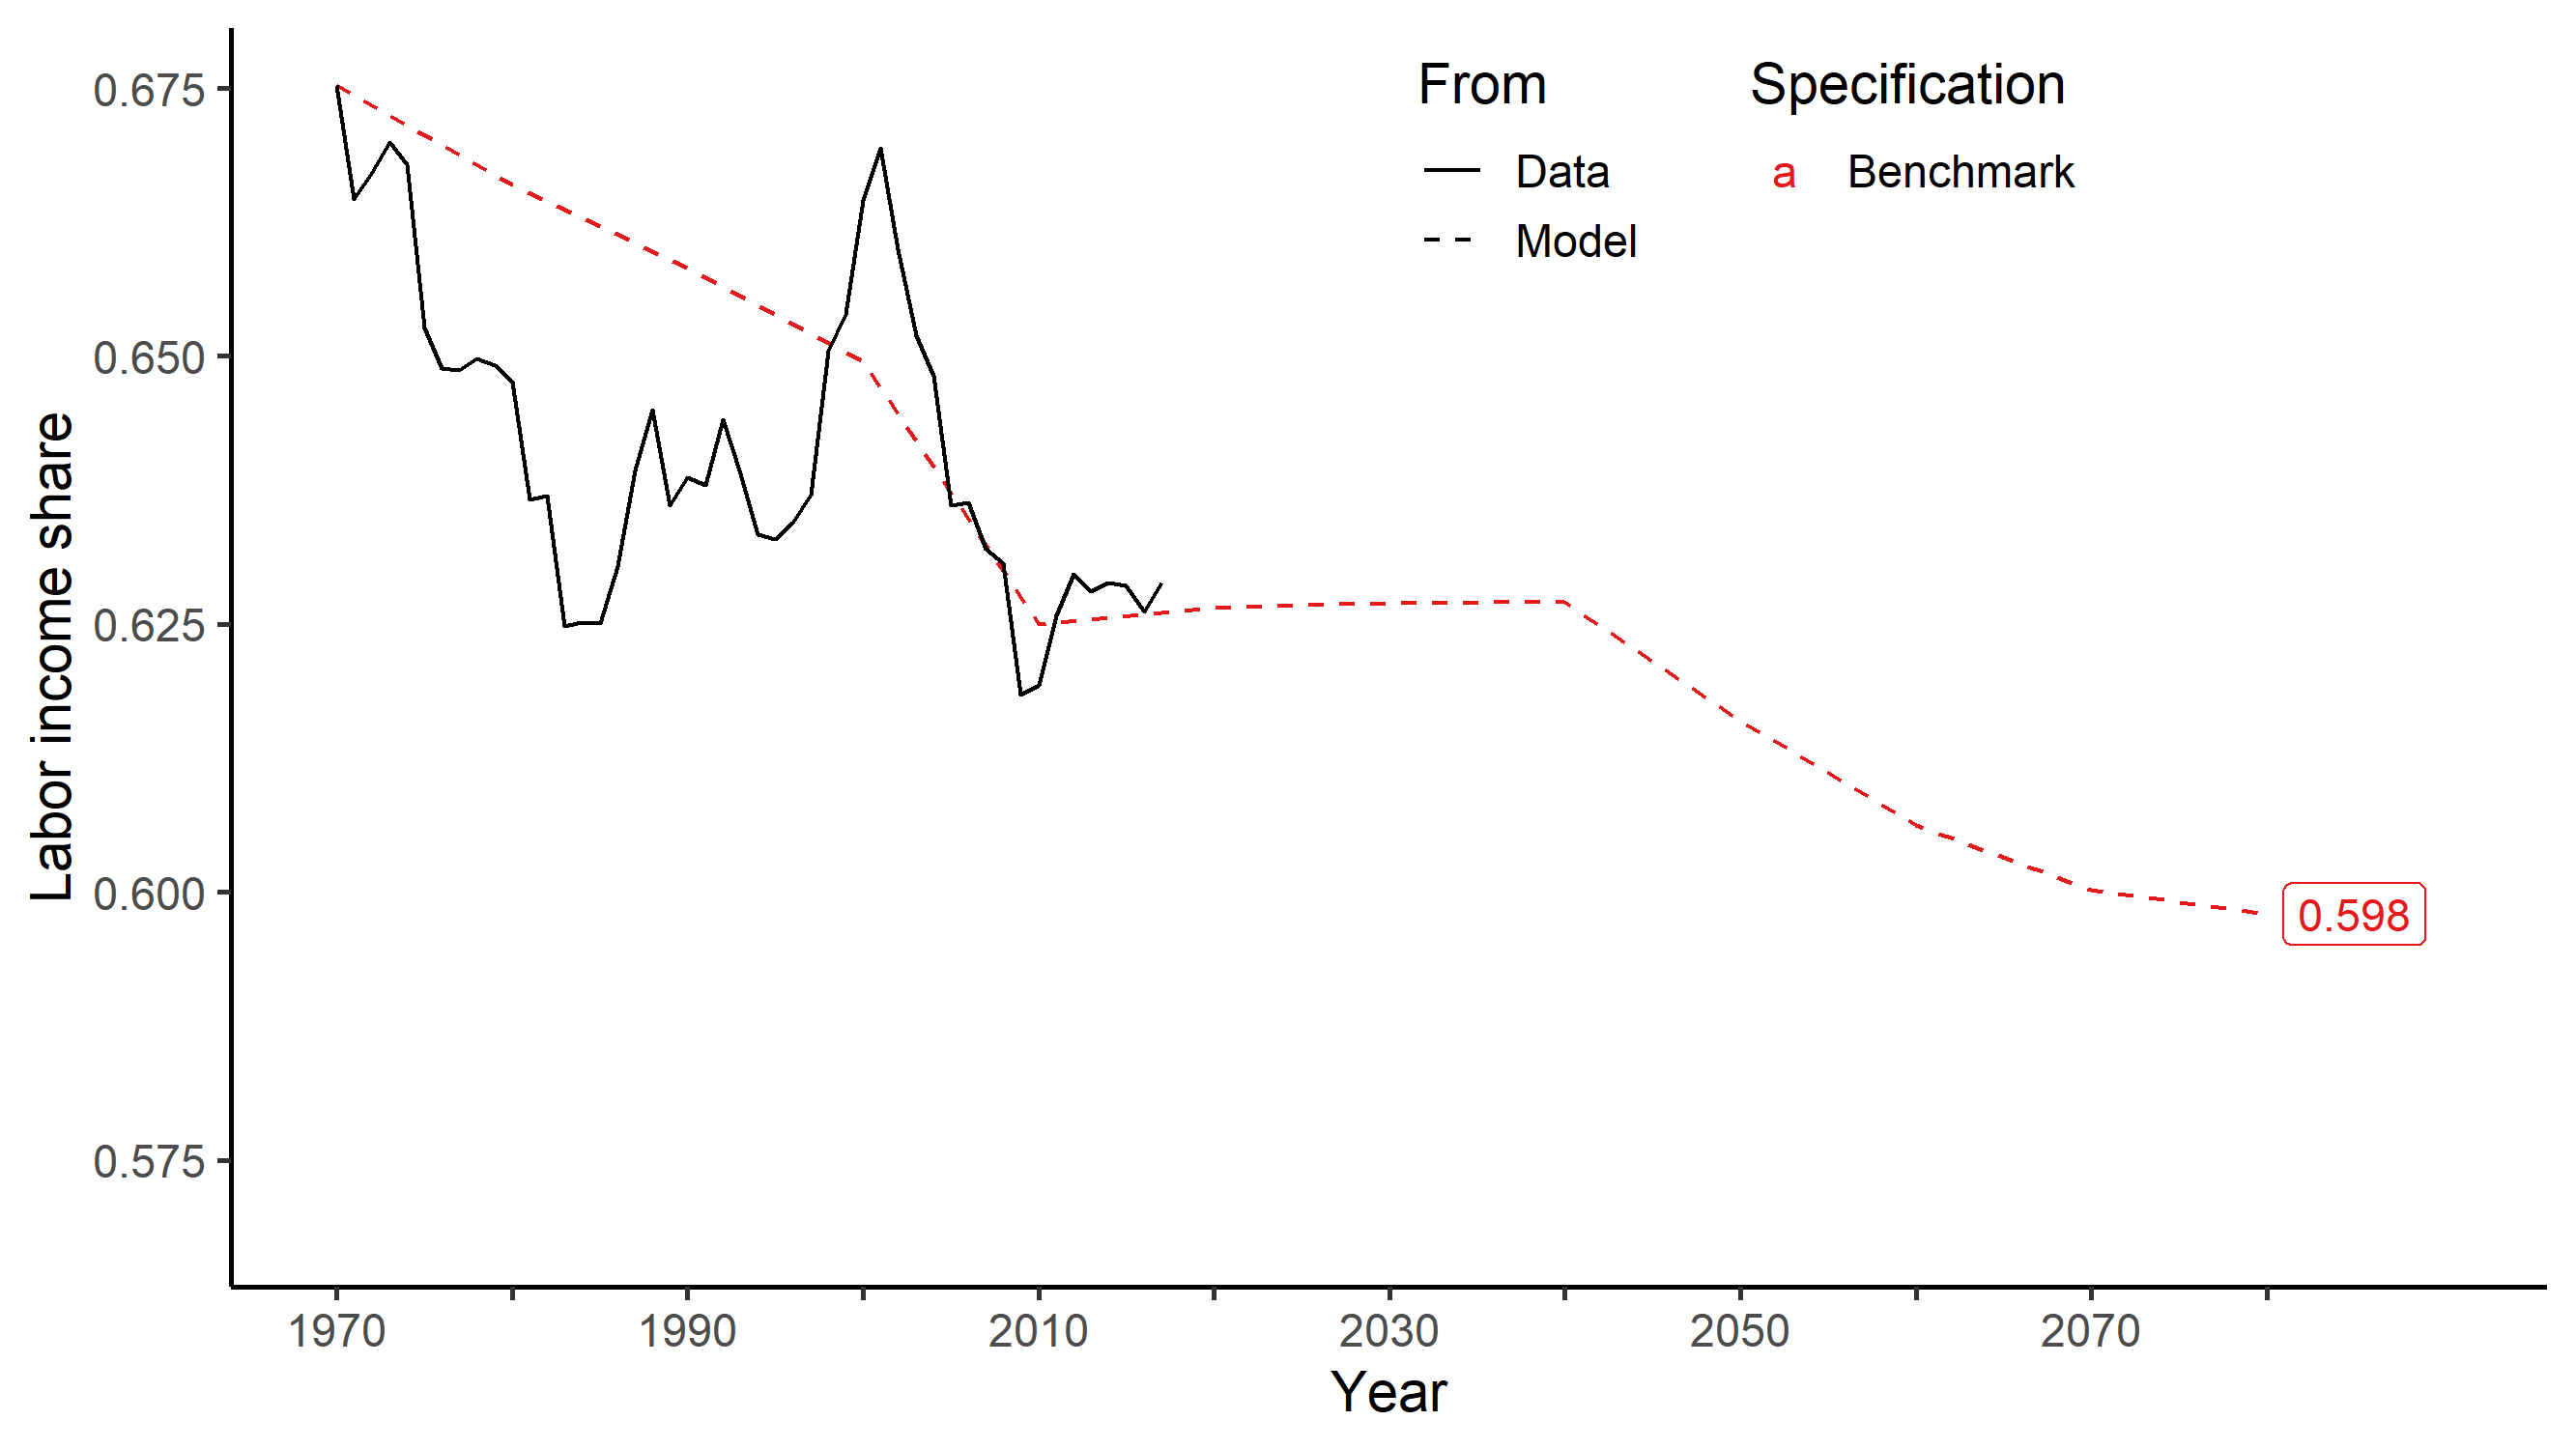 From
Data
Model
Specification
a Benchmark
Labor income share
0.675
0.650
0.625
0.600
0.575
0.598
1970 1990 2010 2030 2050 2070
Year